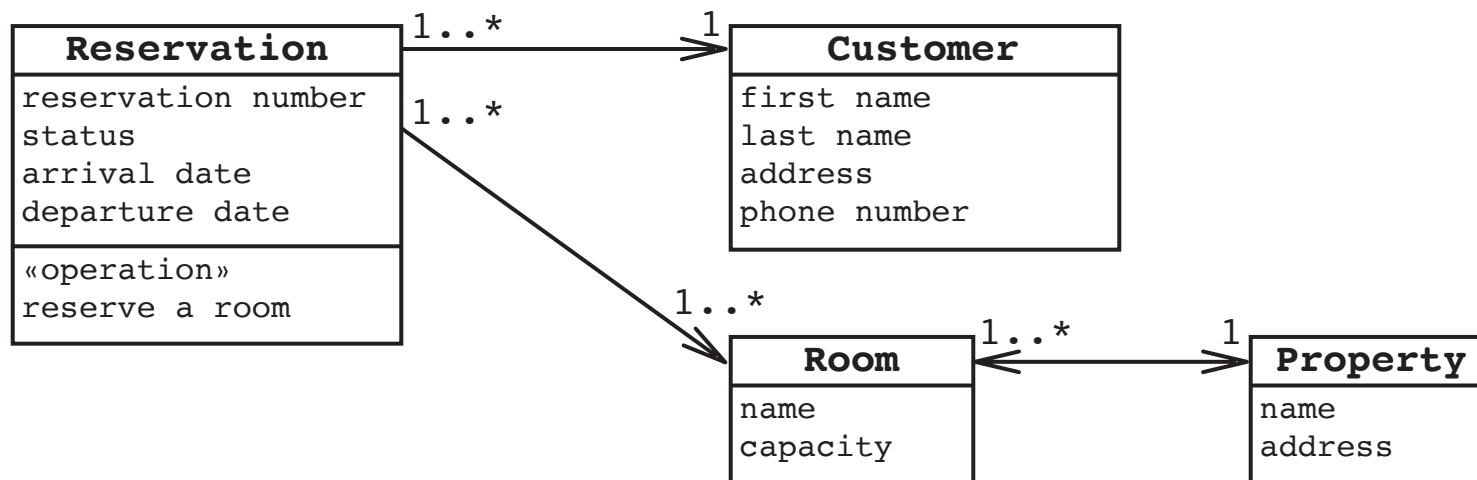 Reservation
reservation number
status
arrival date
departure date
«operation»
reserve a room
1..*
1
1..*
1..*
Customer
first name
last name
address
phone number
Room
name
capacity
1..*
1
Property
name
address